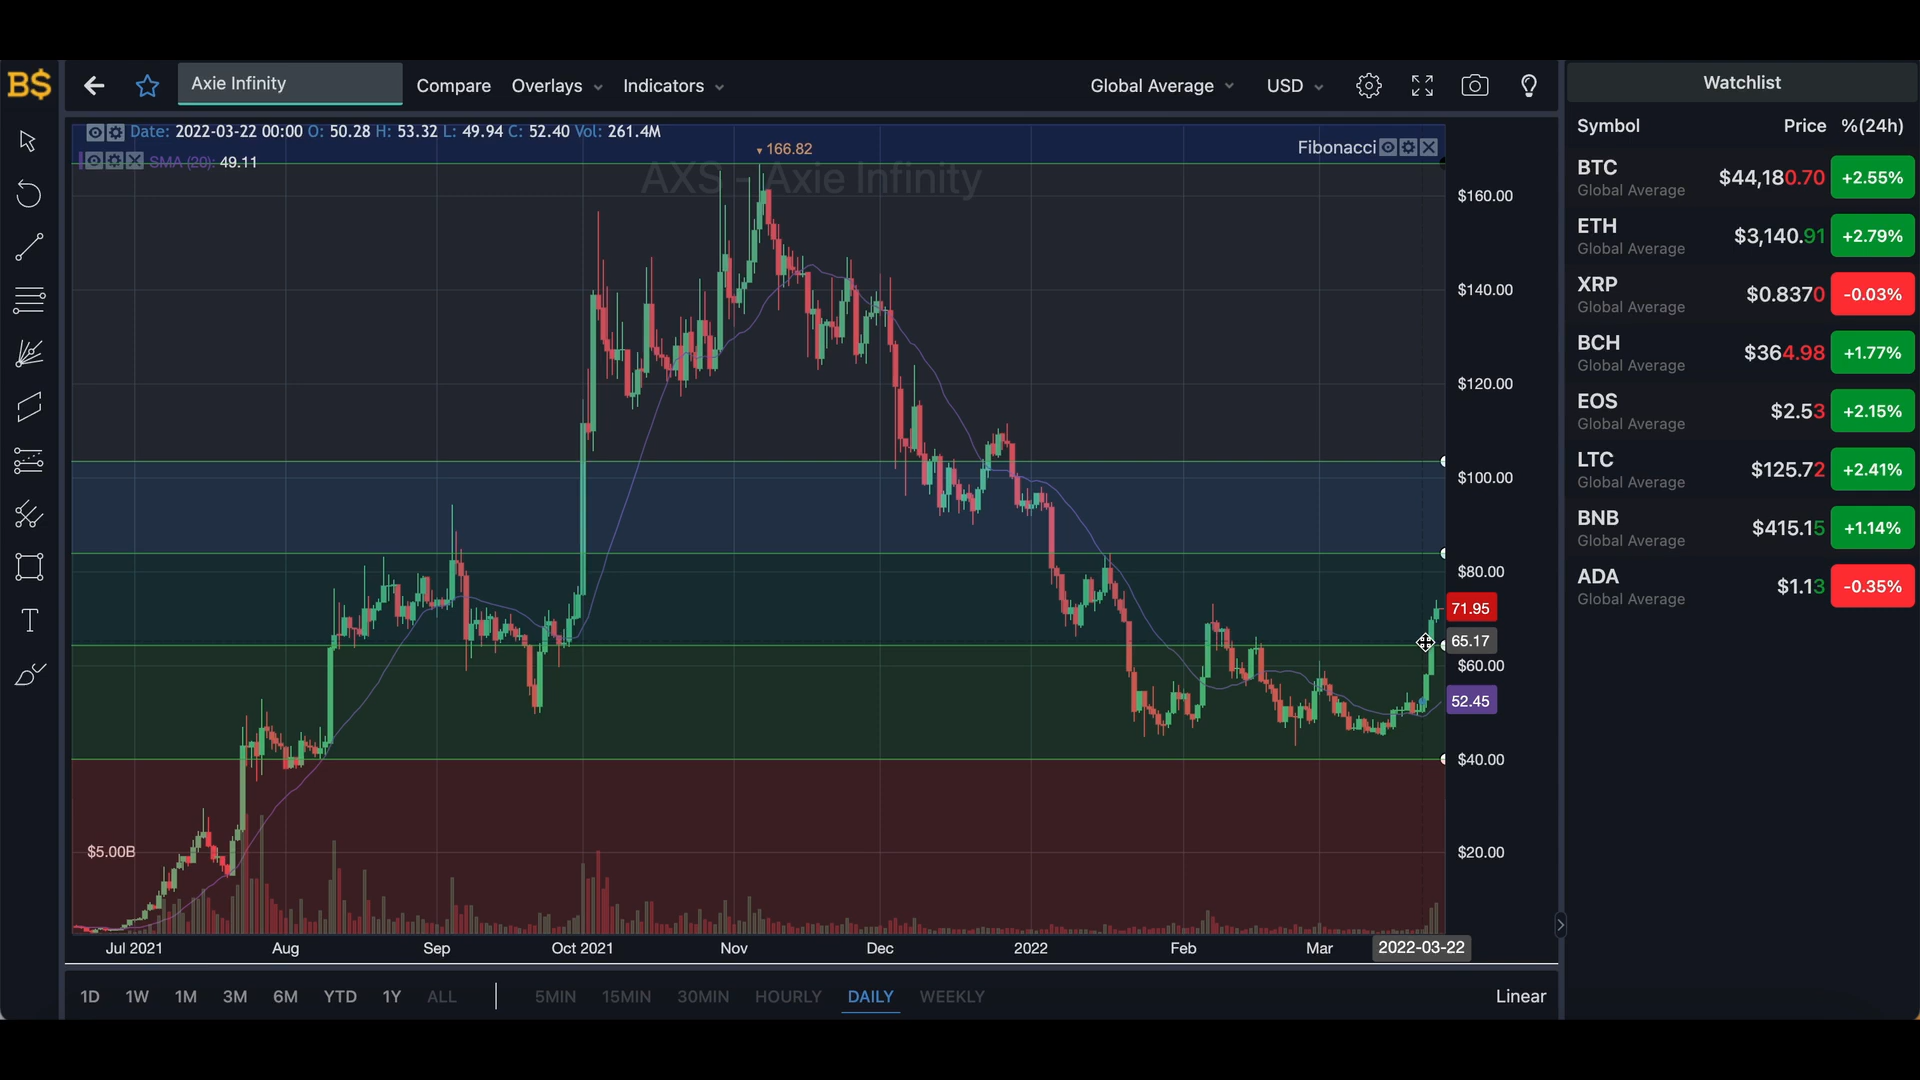 B$
Axie Infinity Compare Overlays Indicators Global Average USD
Date: 2022-03-22 00:00 O: 50.28 H: 53.32 L: 49.94 C: 52.40 Vol: 261.4M
SMA (20): 49.11
166.82
Fibonacci
AXS - Axie Infinity
$160.00
$140.00
$120.00
$100.00
$80.00
71.95
65.17
$60.00
52.45
$40.00
$20.00
$5.00B
Jul 2021 Aug Sep Oct 2021 Nov Dec 2022 Feb Mar 2022-03-22
1D 1W 1M 3M 6M YTD 1Y ALL 5MIN 15MIN 30MIN HOURLY DAILY WEEKLY Linear
Watchlist
Symbol Price %(24h)
BTC $44,180.70 +2.55%
Global Average
ETH $3,140.91 +2.79%
Global Average
XRP $0.8370 -0.03%
Global Average
BCH $364.98 +1.77%
Global Average
EOS $2.53 +2.15%
Global Average
LTC $125.72 +2.41%
Global Average
BNB $415.15 +1.14%
Global Average
ADA $1.13 -0.35%
Global Average